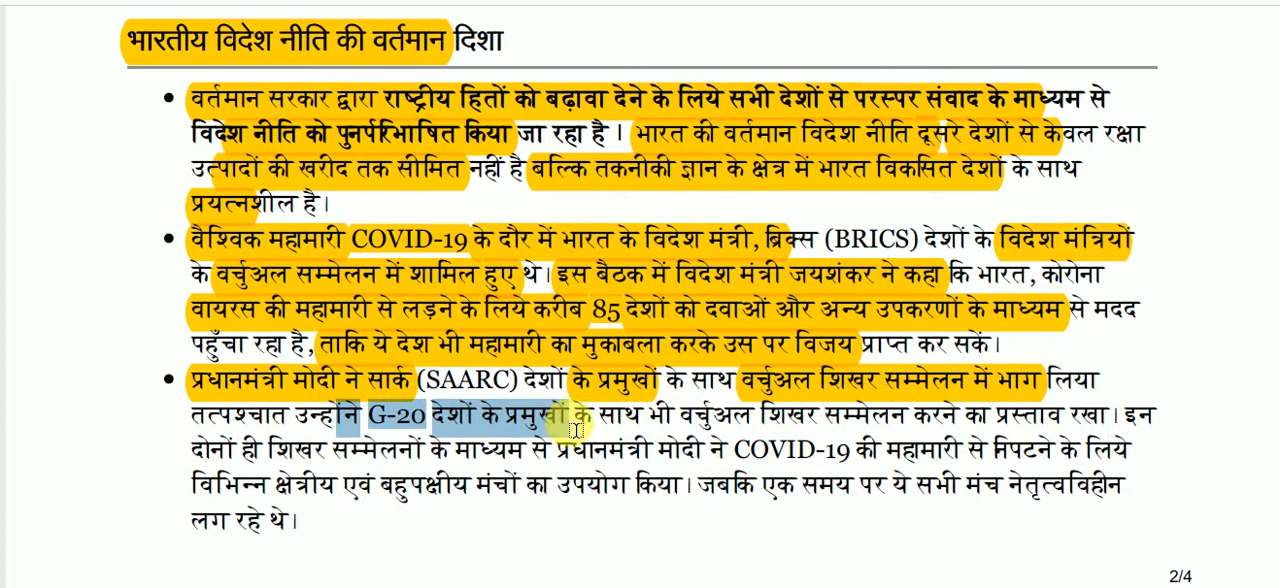 भारतीय विदेश नीति की वर्तमान दिशा
• वर्तमान सरकार द्वारा राष्ट्रीय हितों को बढ़ावा देने के लिये सभी देशों से परस्पर संवाद के माध्यम से
विदेश नीति को पुनर्परिभाषित किया जा रहा है । भारत की वर्तमान विदेश नीति दूसरे देशों से केवल रक्षा
उत्पादों की खरीद तक सीमित नहीं है बल्कि तकनीकी ज्ञान के क्षेत्र में भारत विकसित देशों के साथ
प्रयत्नशील है।
• वैश्विक महामारी COVID-19 के दौर में भारत के विदेश मंत्री, ब्रिक्स (BRICS) देशों के विदेश मंत्रियों
के वर्चुअल सम्मेलन में शामिल हुए थे। इस बैठक में विदेश मंत्री जयशंकर ने कहा कि भारत, कोरोना
वायरस की महामारी से लड़ने के लिये करीब 85 देशों को दवाओं और अन्य उपकरणों के माध्यम से मदद
पहुँचा रहा है, ताकि ये देश भी महामारी का मुकाबला करके उस पर विजय प्राप्त कर सकें।
• प्रधानमंत्री मोदी ने सार्क (SAARC) देशों के प्रमुखों के साथ वर्चुअल शिखर सम्मेलन में भाग लिया
तत्पश्चात उन्होंने G-20 देशों के प्रमुखों के साथ भी वर्चुअल शिखर सम्मेलन करने का प्रस्ताव रखा। इन
दोनों ही शिखर सम्मेलनों के माध्यम से प्रधानमंत्री मोदी ने COVID-19 की महामारी से निपटने के लिये
विभिन्न क्षेत्रीय एवं बहुपक्षीय मंचों का उपयोग किया। जबकि एक समय पर ये सभी मंच नेतृत्वविहीन
लग रहे थे।
2/4